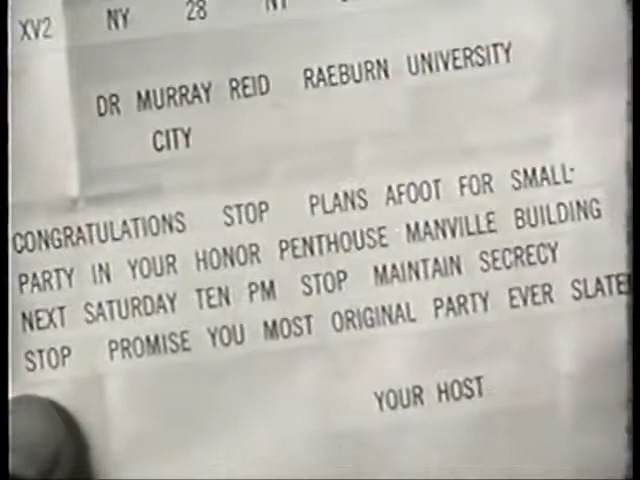 XV2 NY 28 NY
DR MURRAY REID RAEBURN UNIVERSITY
CITY
CONGRATULATIONS STOP PLANS AFOOT FOR SMALL-
PARTY IN YOUR HONOR PENTHOUSE MANVILLE BUILDING
NEXT SATURDAY TEN PM STOP MAINTAIN SECRECY
STOP PROMISE YOU MOST ORIGINAL PARTY EVER SLATE
YOUR HOST